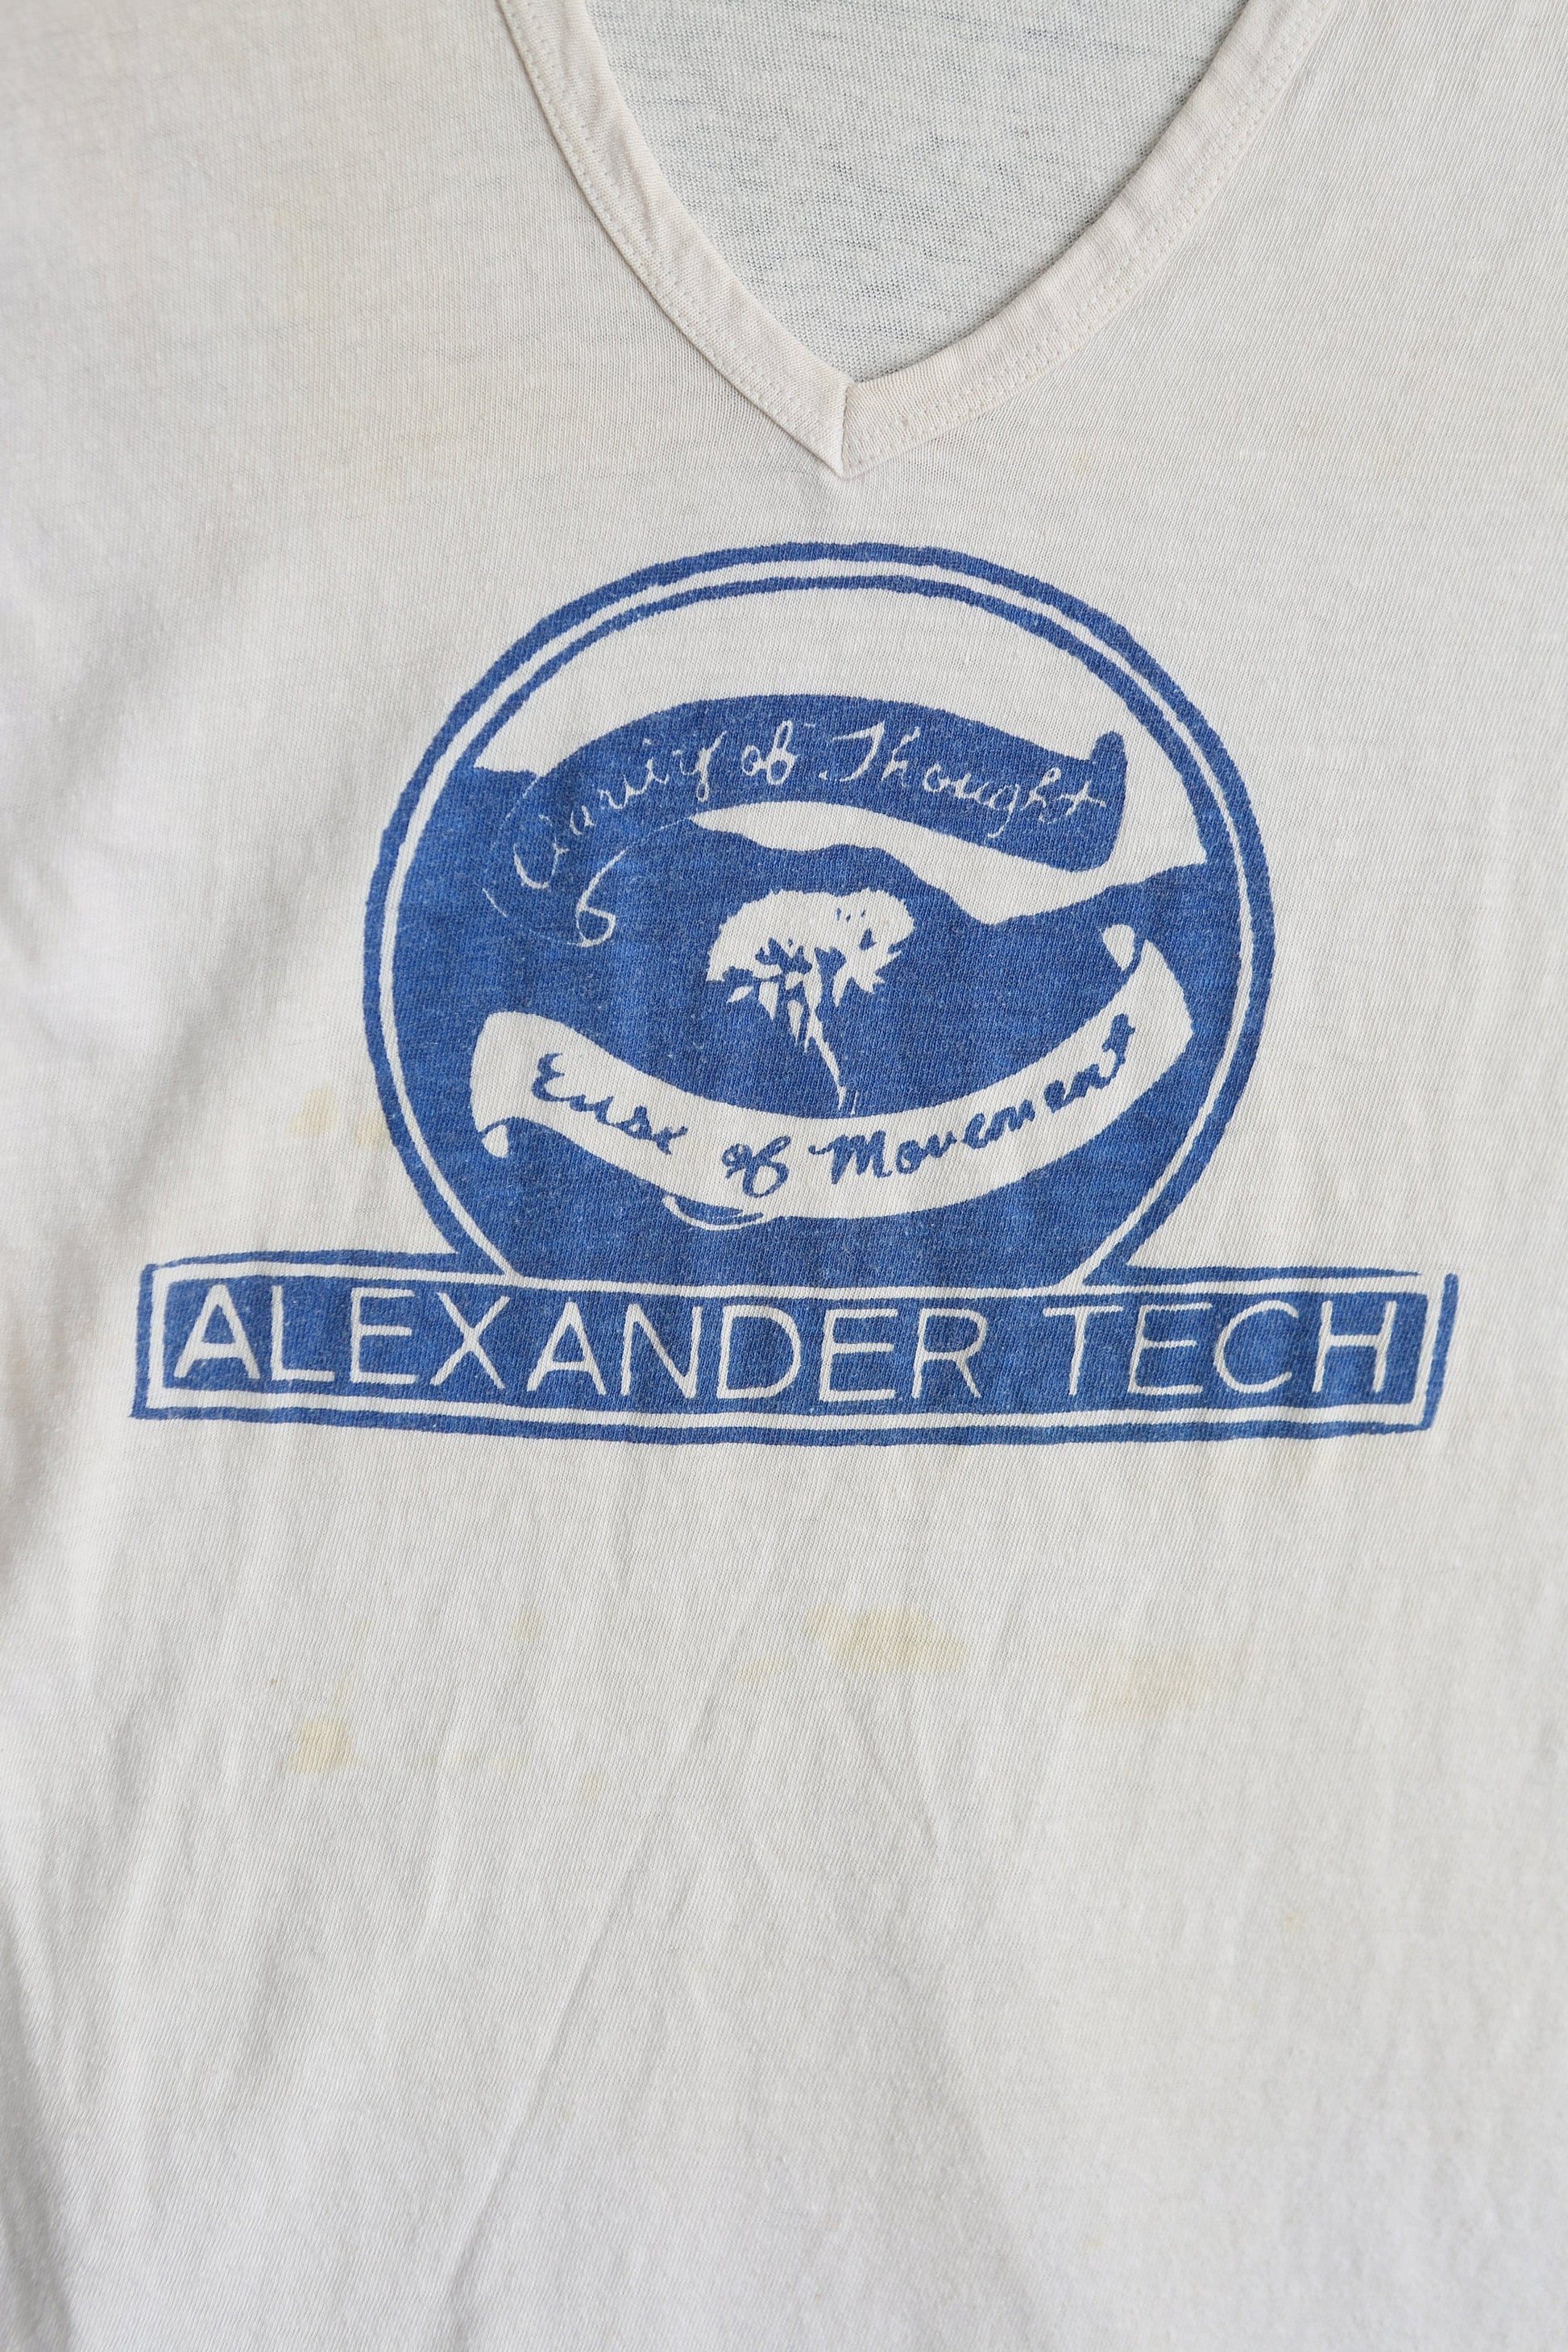 Clarity of Thought
Ease of Movement
ALEXANDER TECH